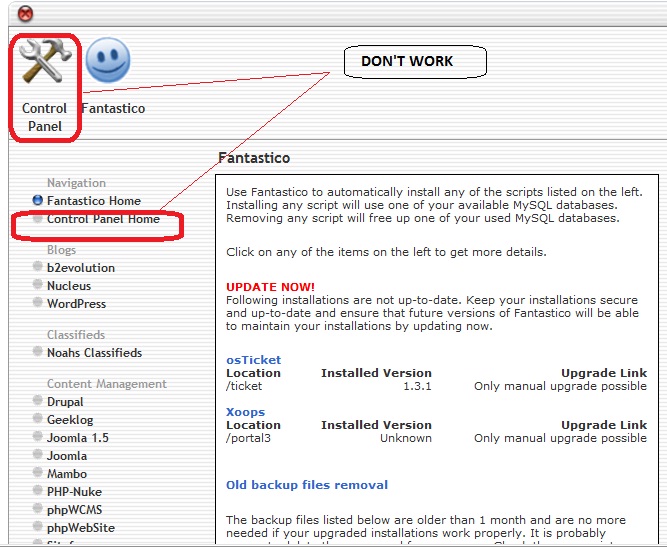 DON'T WORK
Control
Panel
Fantastico
Navigation
Fantastico Home
Control Panel Home
Blogs
b2evolution
Nucleus
WordPress
Classifieds
Noahs Classifieds
Content Management
Drupal
Geeklog
Joomla 1.5
Joomla
Mambo
PHP-Nuke
phpWCMS
phpWebSite
Fantastico
Use Fantastico to automatically install any of the scripts listed on the left.
Installing any script will use one of your available MySQL databases.
Removing any script will free up one of your used MySQL databases.
Click on any of the items on the left to get more details.
UPDATE NOW!
Following installations are not up-to-date. Keep your installations secure
and up-to-date and ensure that future versions of Fantastico will be able
to maintain your installations by updating now.
osTicket
Location Installed Version Upgrade Link
/ticket 1.3.1 Only manual upgrade possible
Xoops
Location Installed Version Upgrade Link
/portal3 Unknown Only manual upgrade possible
Old backup files removal
The backup files listed below are older than 1 month and are no more
needed if your upgraded installations work properly. It is probably